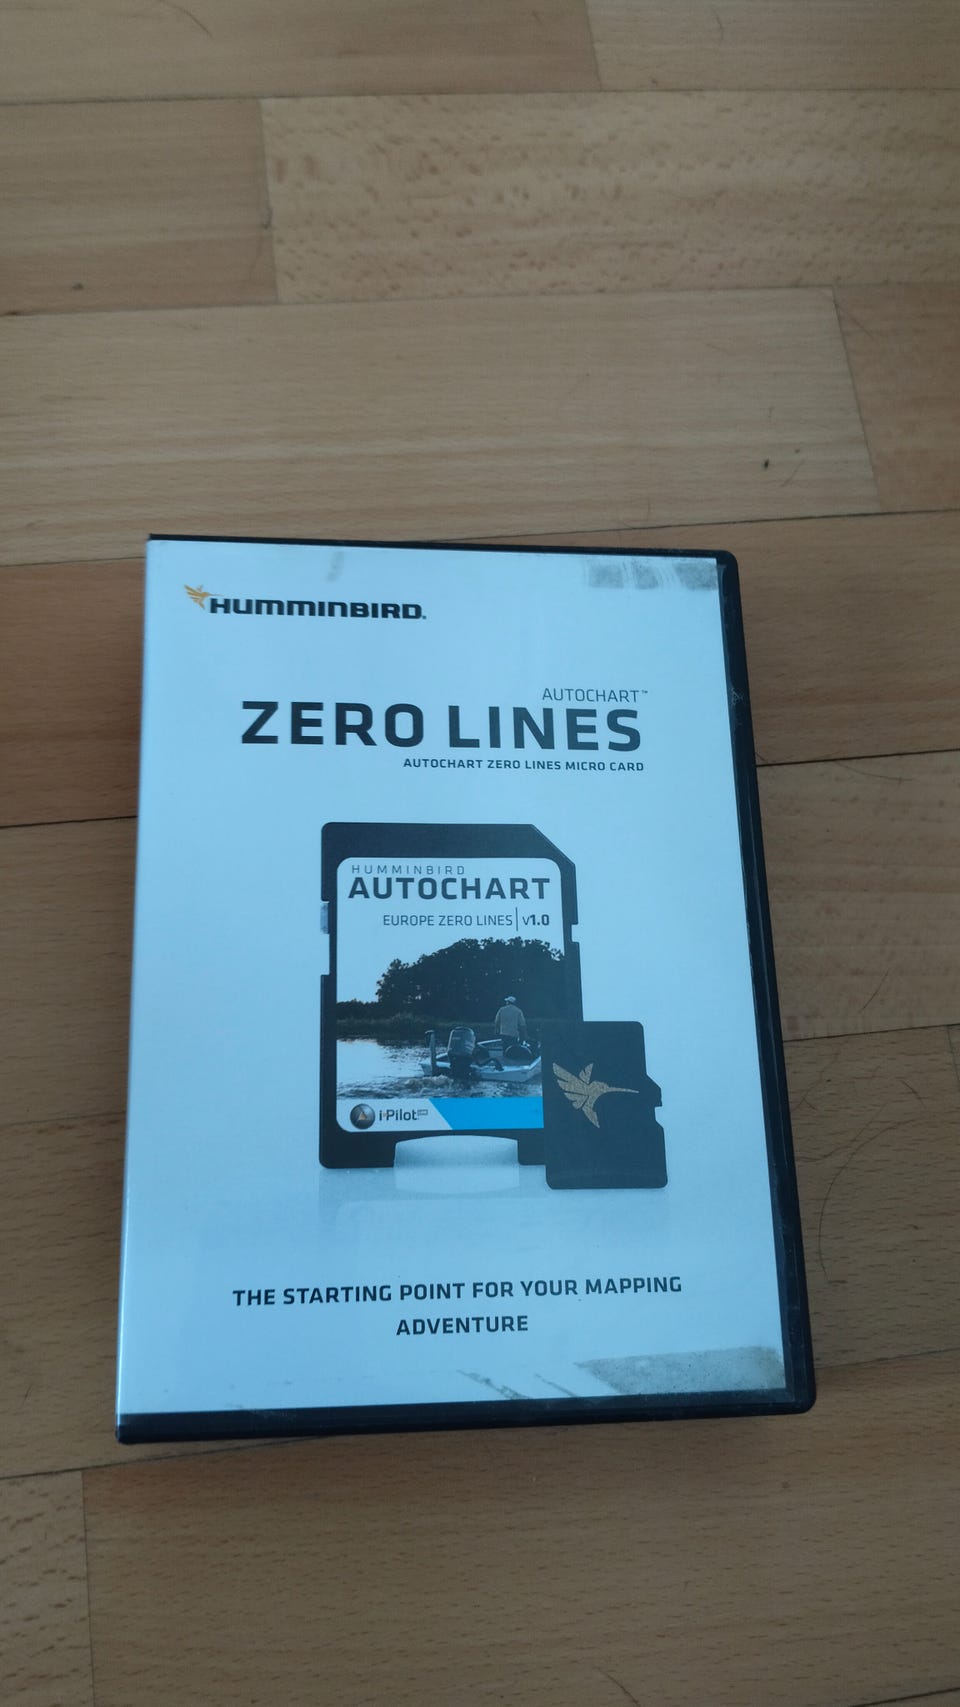 HUMMINBIRD.
AUTOCHART™
ZERO LINES
AUTOCHART ZERO LINES MICRO CARD
HUMMINBIRD
AUTOCHART
EUROPE ZERO LINES | v1.0
i-Pilot
THE STARTING POINT FOR YOUR MAPPING
ADVENTURE